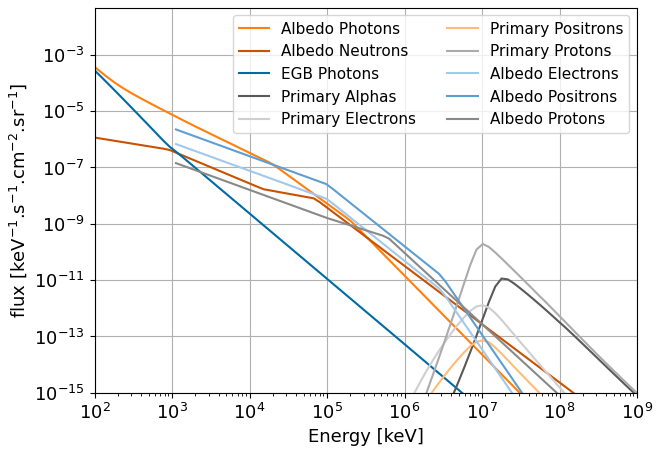 Albedo Photons
Albedo Neutrons
EGB Photons
Primary Alphas
Primary Electrons
Primary Positrons
Primary Protons
Albedo Electrons
Albedo Positrons
Albedo Protons
flux [keV⁻¹.s⁻¹.cm⁻².sr⁻¹]
10⁻³
10⁻⁵
10⁻⁷
10⁻⁹
10⁻¹¹
10⁻¹³
10⁻¹⁵
10² 10³ 10⁴ 10⁵ 10⁶ 10⁷ 10⁸ 10⁹
Energy [keV]